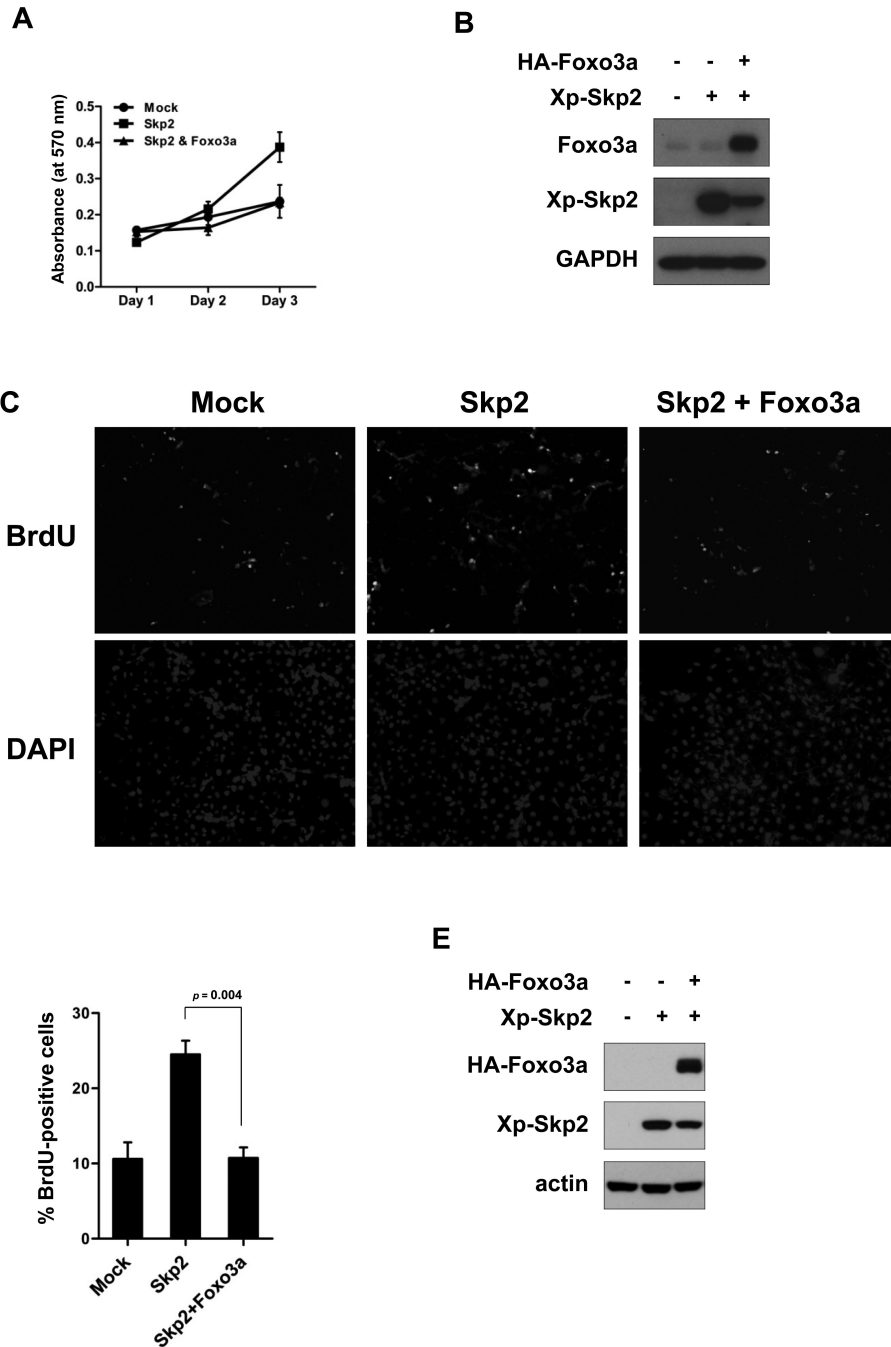 A
Absorbance (at 570 nm)
0.5
0.4
0.3
0.2
0.1
0.0
Mock
Skp2
Skp2 & Foxo3a
Day 1 Day 2 Day 3
B
HA-Foxo3a - - +
Xp-Skp2 - + +
Foxo3a
Xp-Skp2
GAPDH
C
Mock Skp2 Skp2 + Foxo3a
BrdU
DAPI
% BrdU-positive cells
30
20
10
0
p = 0.004
Mock
Skp2
Skp2+Foxo3a
E
HA-Foxo3a - - +
Xp-Skp2 - + +
HA-Foxo3a
Xp-Skp2
actin